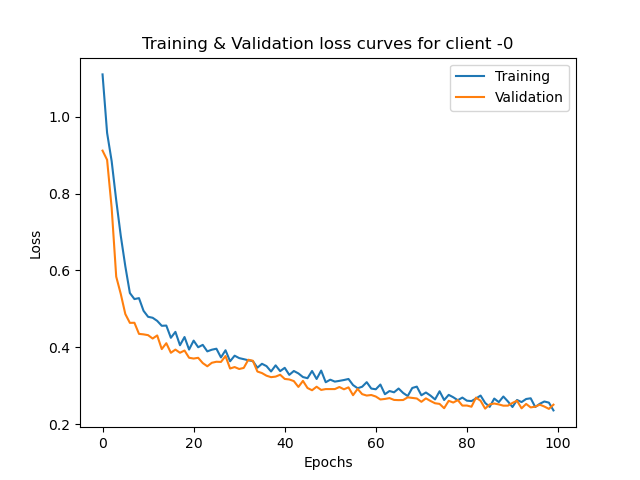 Training & Validation loss curves for client -0
Training
Validation
Loss
1.0
0.8
0.6
0.4
0.2
0
20
40
60
80
100
Epochs